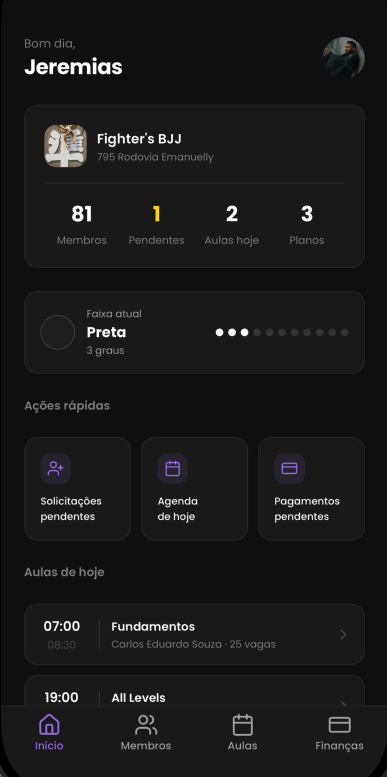 Bom dia,
Jeremias
Fighter's BJJ
795 Rodovia Emanuelly
81
1
2
3
Membros
Pendentes
Aulas hoje
Planos
Faixa atual
Preta
3 graus
Ações rápidas
Solicitações
pendentes
Agenda
de hoje
Pagamentos
pendentes
Aulas de hoje
07:00
Fundamentos
08:30
Carlos Eduardo Souza · 25 vagas
19:00
All Levels
Início
Membros
Aulas
Finanças